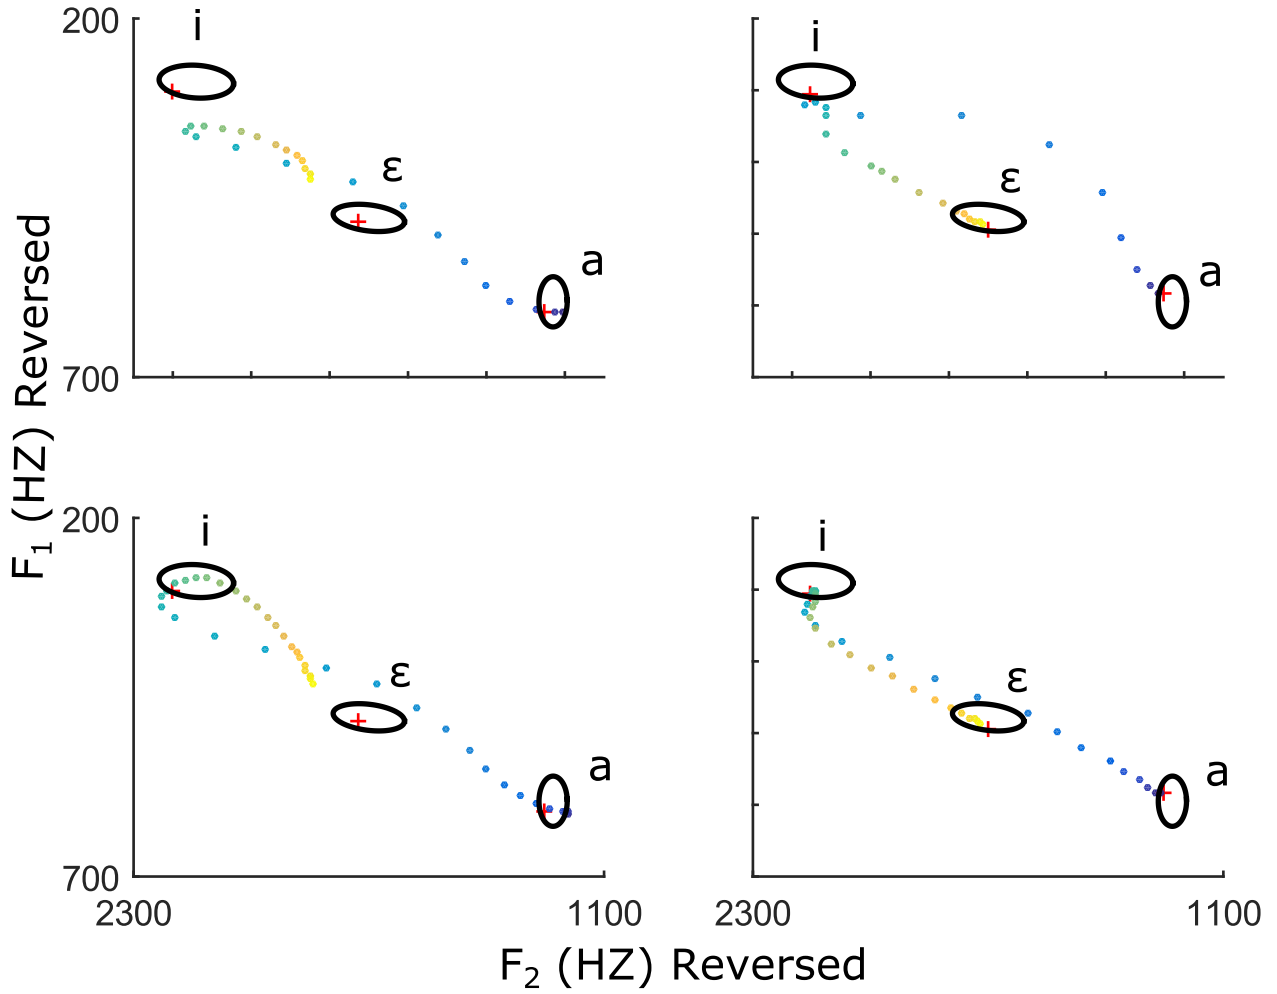 200
i
i
ε
ε
a
a
700
F₁ (HZ) Reversed
200
i
i
ε
ε
a
a
700
2300
1100
2300
1100
F₂ (HZ) Reversed